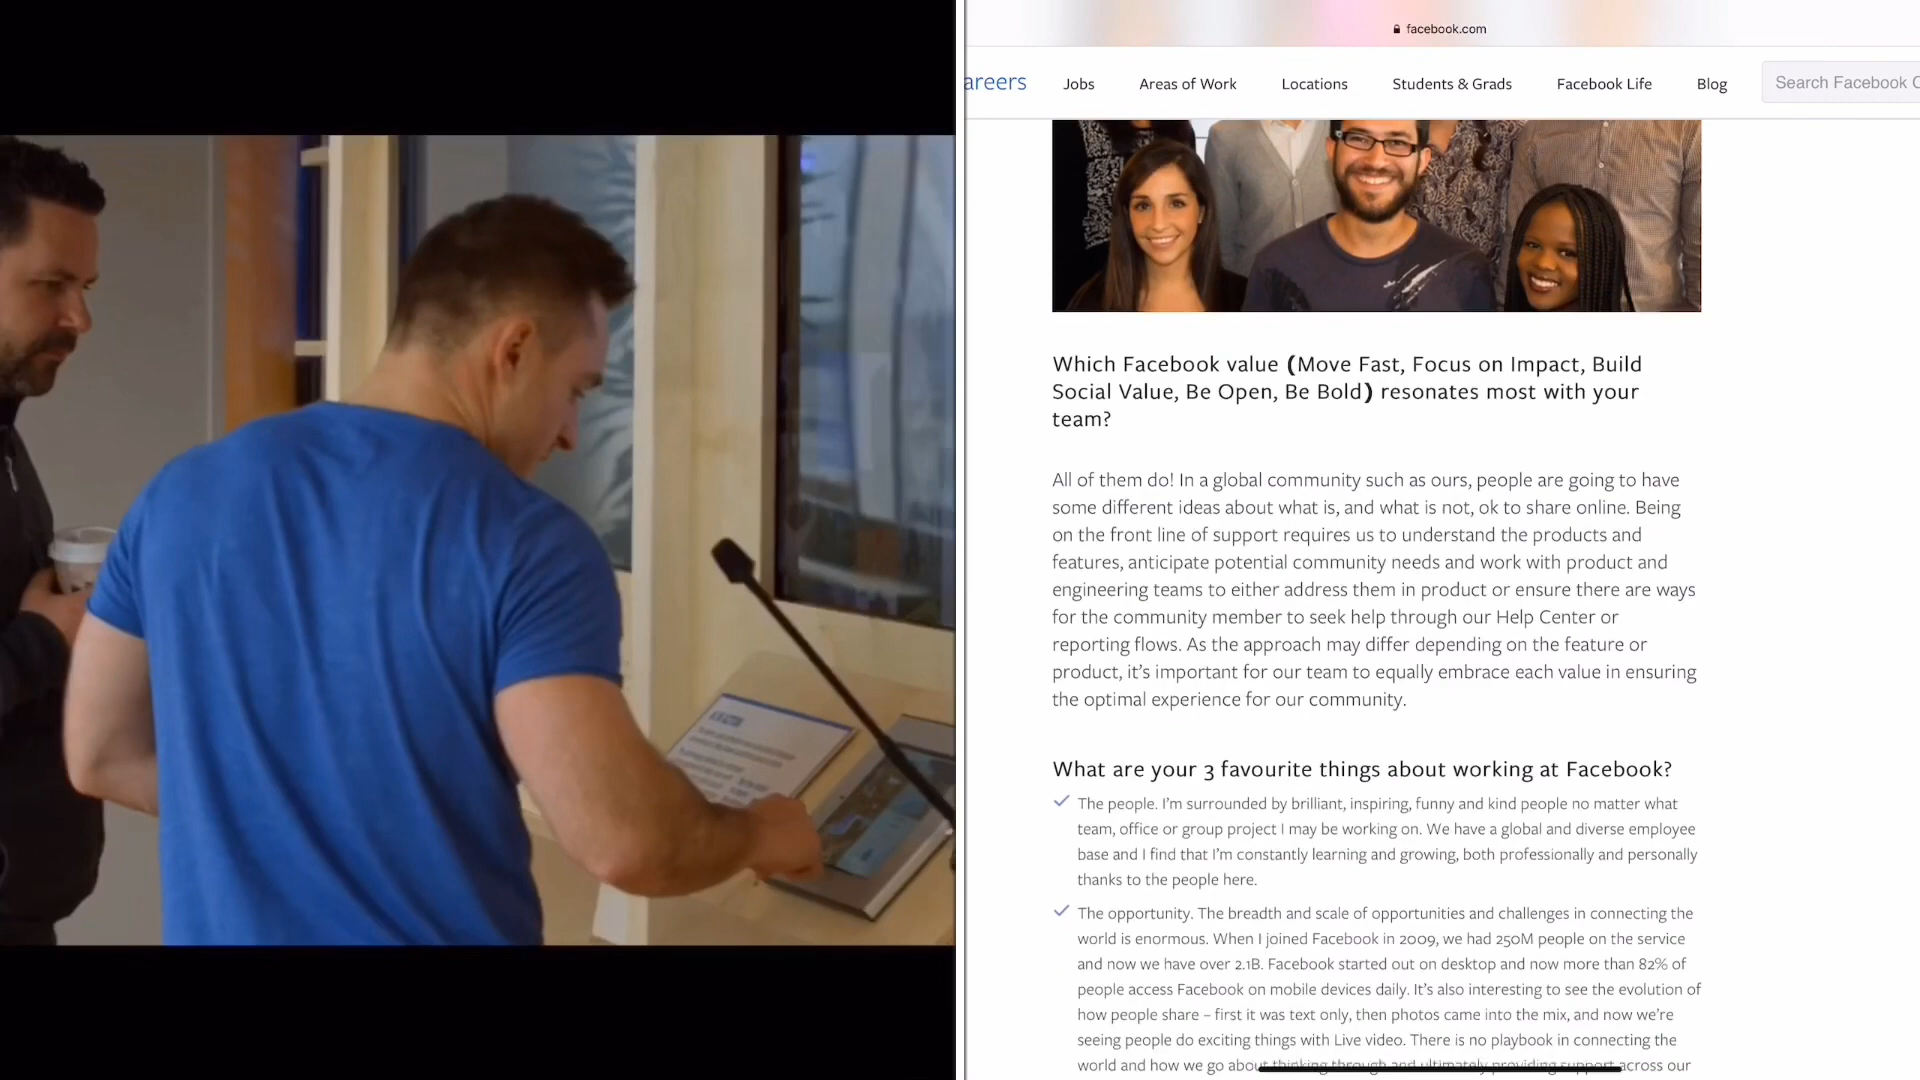 facebook.com
areers
Jobs
Areas of Work
Locations
Students & Grads
Facebook Life
Blog
Search Facebook C
Which Facebook value (Move Fast, Focus on Impact, Build
Social Value, Be Open, Be Bold) resonates most with your
team?
All of them do! In a global community such as ours, people are going to have
some different ideas about what is, and what is not, ok to share online. Being
on the front line of support requires us to understand the products and
features, anticipate potential community needs and work with product and
engineering teams to either address them in product or ensure there are ways
for the community member to seek help through our Help Center or
reporting flows. As the approach may differ depending on the feature or
product, it's important for our team to equally embrace each value in ensuring
the optimal experience for our community.
What are your 3 favourite things about working at Facebook?
The people. I'm surrounded by brilliant, inspiring, funny and kind people no matter what
team, office or group project I may be working on. We have a global and diverse employee
base and I find that I'm constantly learning and growing, both professionally and personally
thanks to the people here.
The opportunity. The breadth and scale of opportunities and challenges in connecting the
world is enormous. When I joined Facebook in 2009, we had 250M people on the service
and now we have over 2.1B. Facebook started out on desktop and now more than 82% of
people access Facebook on mobile devices daily. It's also interesting to see the evolution of
how people share – first it was text only, then photos came into the mix, and now we're
seeing people do exciting things with Live video. There is no playbook in connecting the
world and how we go about thinking through and ultimately providing support across our